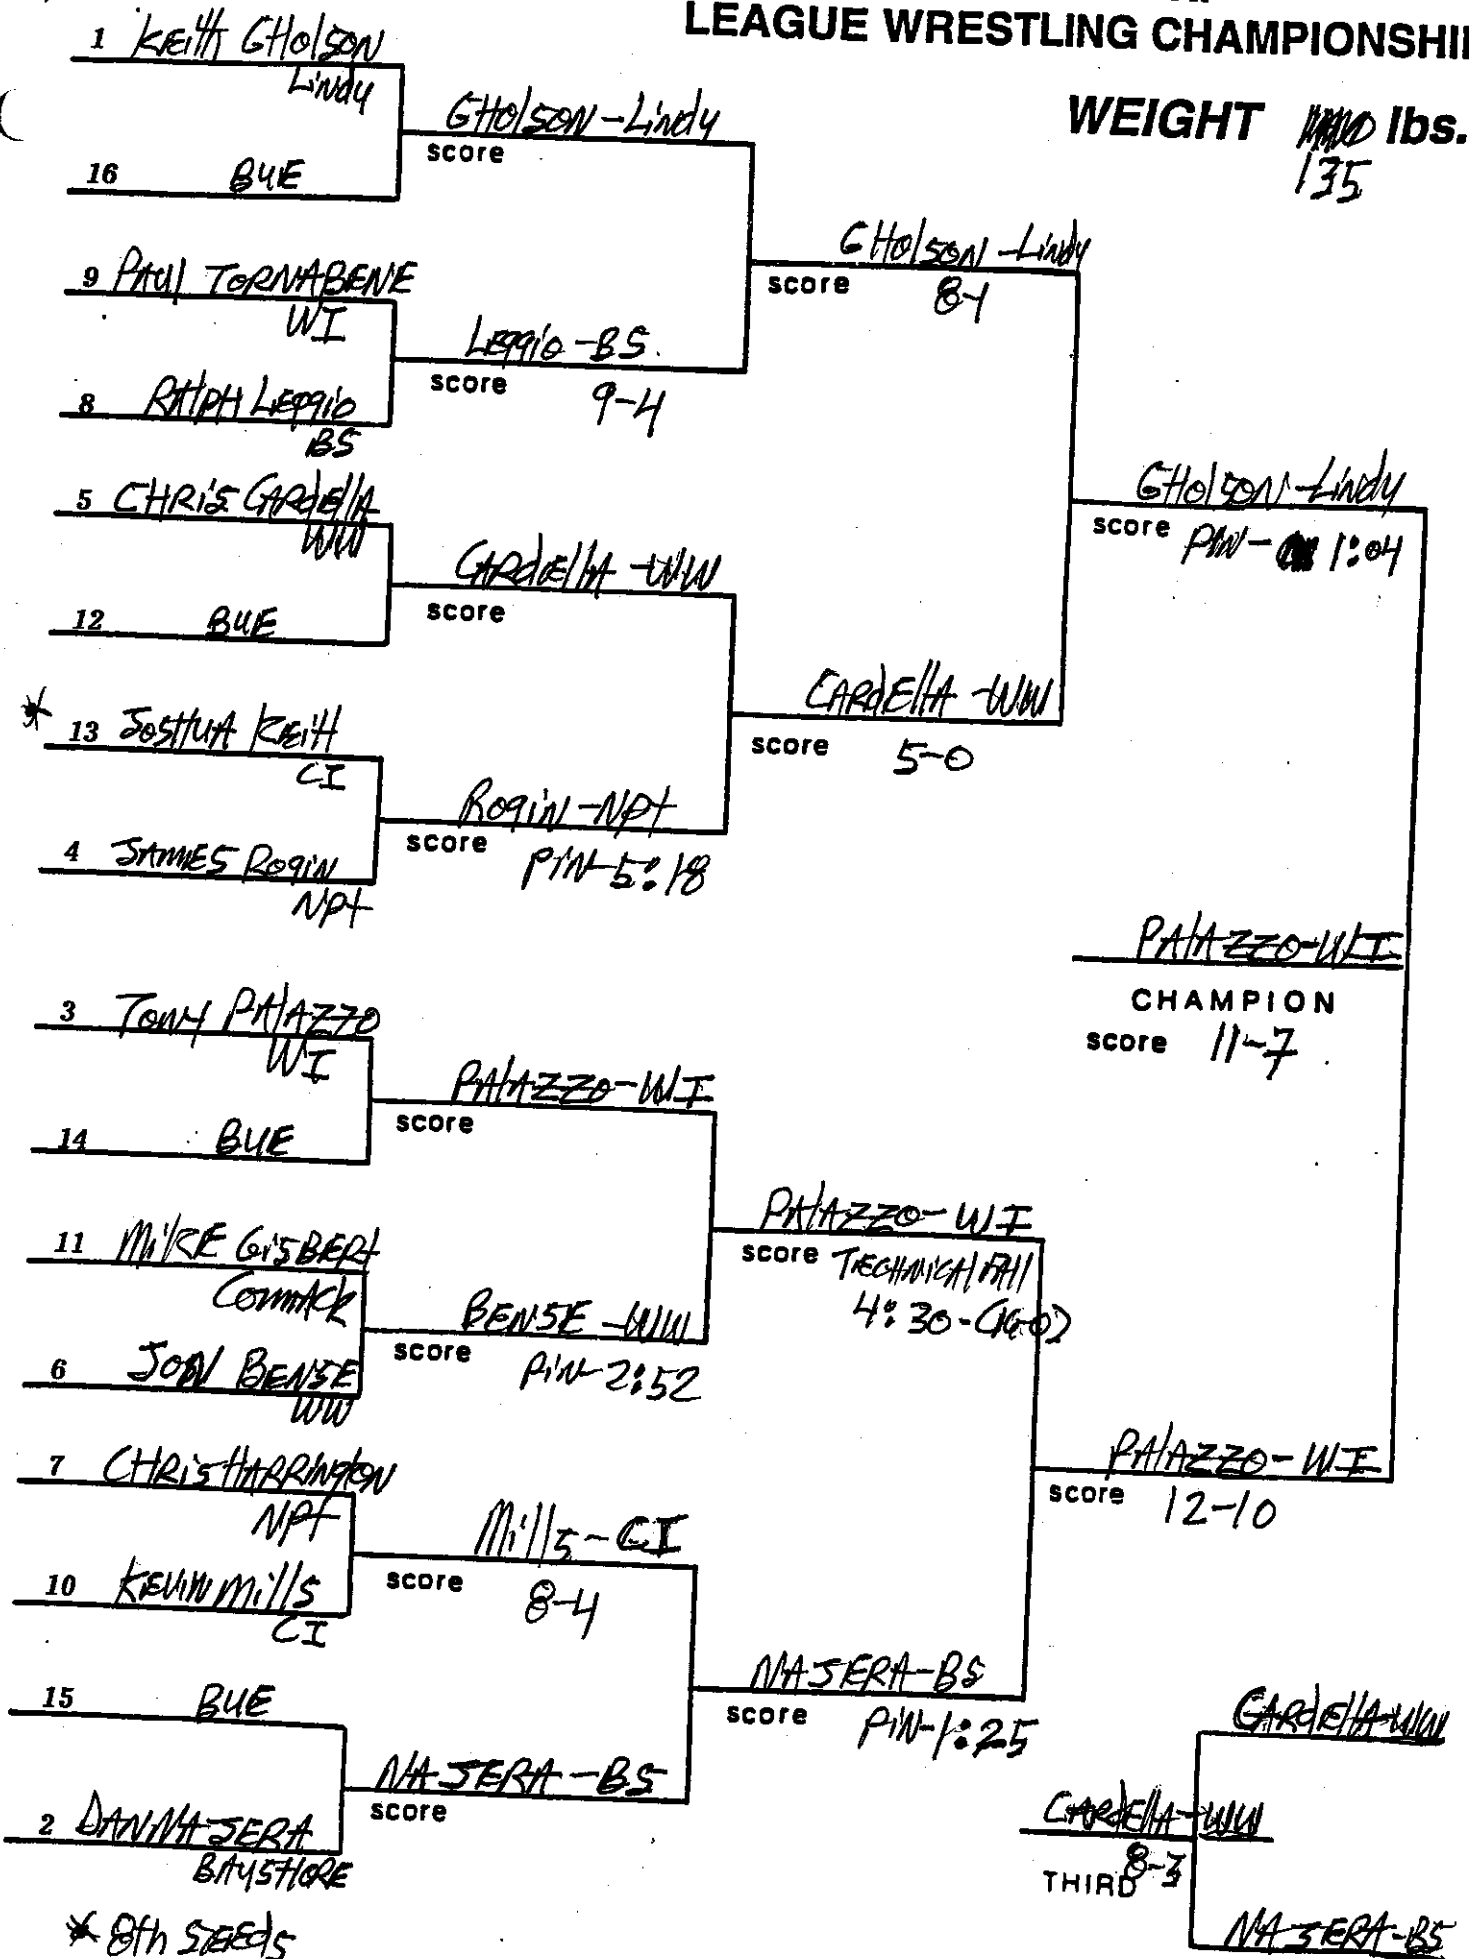 LEAGUE WRESTLING CHAMPIONSHI
WEIGHT lbs.
135
1 KEITH GHOLSON
Lindy
16 BYE
9 PAUL TORNABENE
WI
8 RALPH LEGGIO
BS
5 CHRIS CARDELLA
WW
12 BYE
* 13 JOSHUA KEITH
CI
4 JAMES ROGIN
NPT
3 TONY PALAZZO
WI
14 BYE
11 MIKE GISBERT
COMMACK
6 JON BENSE
WW
7 CHRIS HARRINGTON
NPT
10 KEVIN MILLS
CI
15 BYE
2 DAN NAJERA
BAYSHORE
* 8th SEEDS
GHOLSON-Lindy
score
LEGGIO-BS
score 9-4
CARDELLA-WW
score
ROGIN-NPT
score PIN-5:18
PALAZZO-WI
score
BENSE-WW
score PIN-2:52
MILLS-CI
score 8-4
NAJERA-BS
score
GHOLSON-Lindy
score 8-1
CARDELLA-WW
score 5-0
PALAZZO-WI
score TECHNICAL FALL
4:30-(16-0)
NAJERA-BS
score PIN-1:25
GHOLSON-Lindy
score PIN-1:04
PALAZZO-WI
score 12-10
PALAZZO-WI
CHAMPION
score 11-7
CARDELLA-WW
CARDELLA-WW
THIRD 8-3
NAJERA-BS